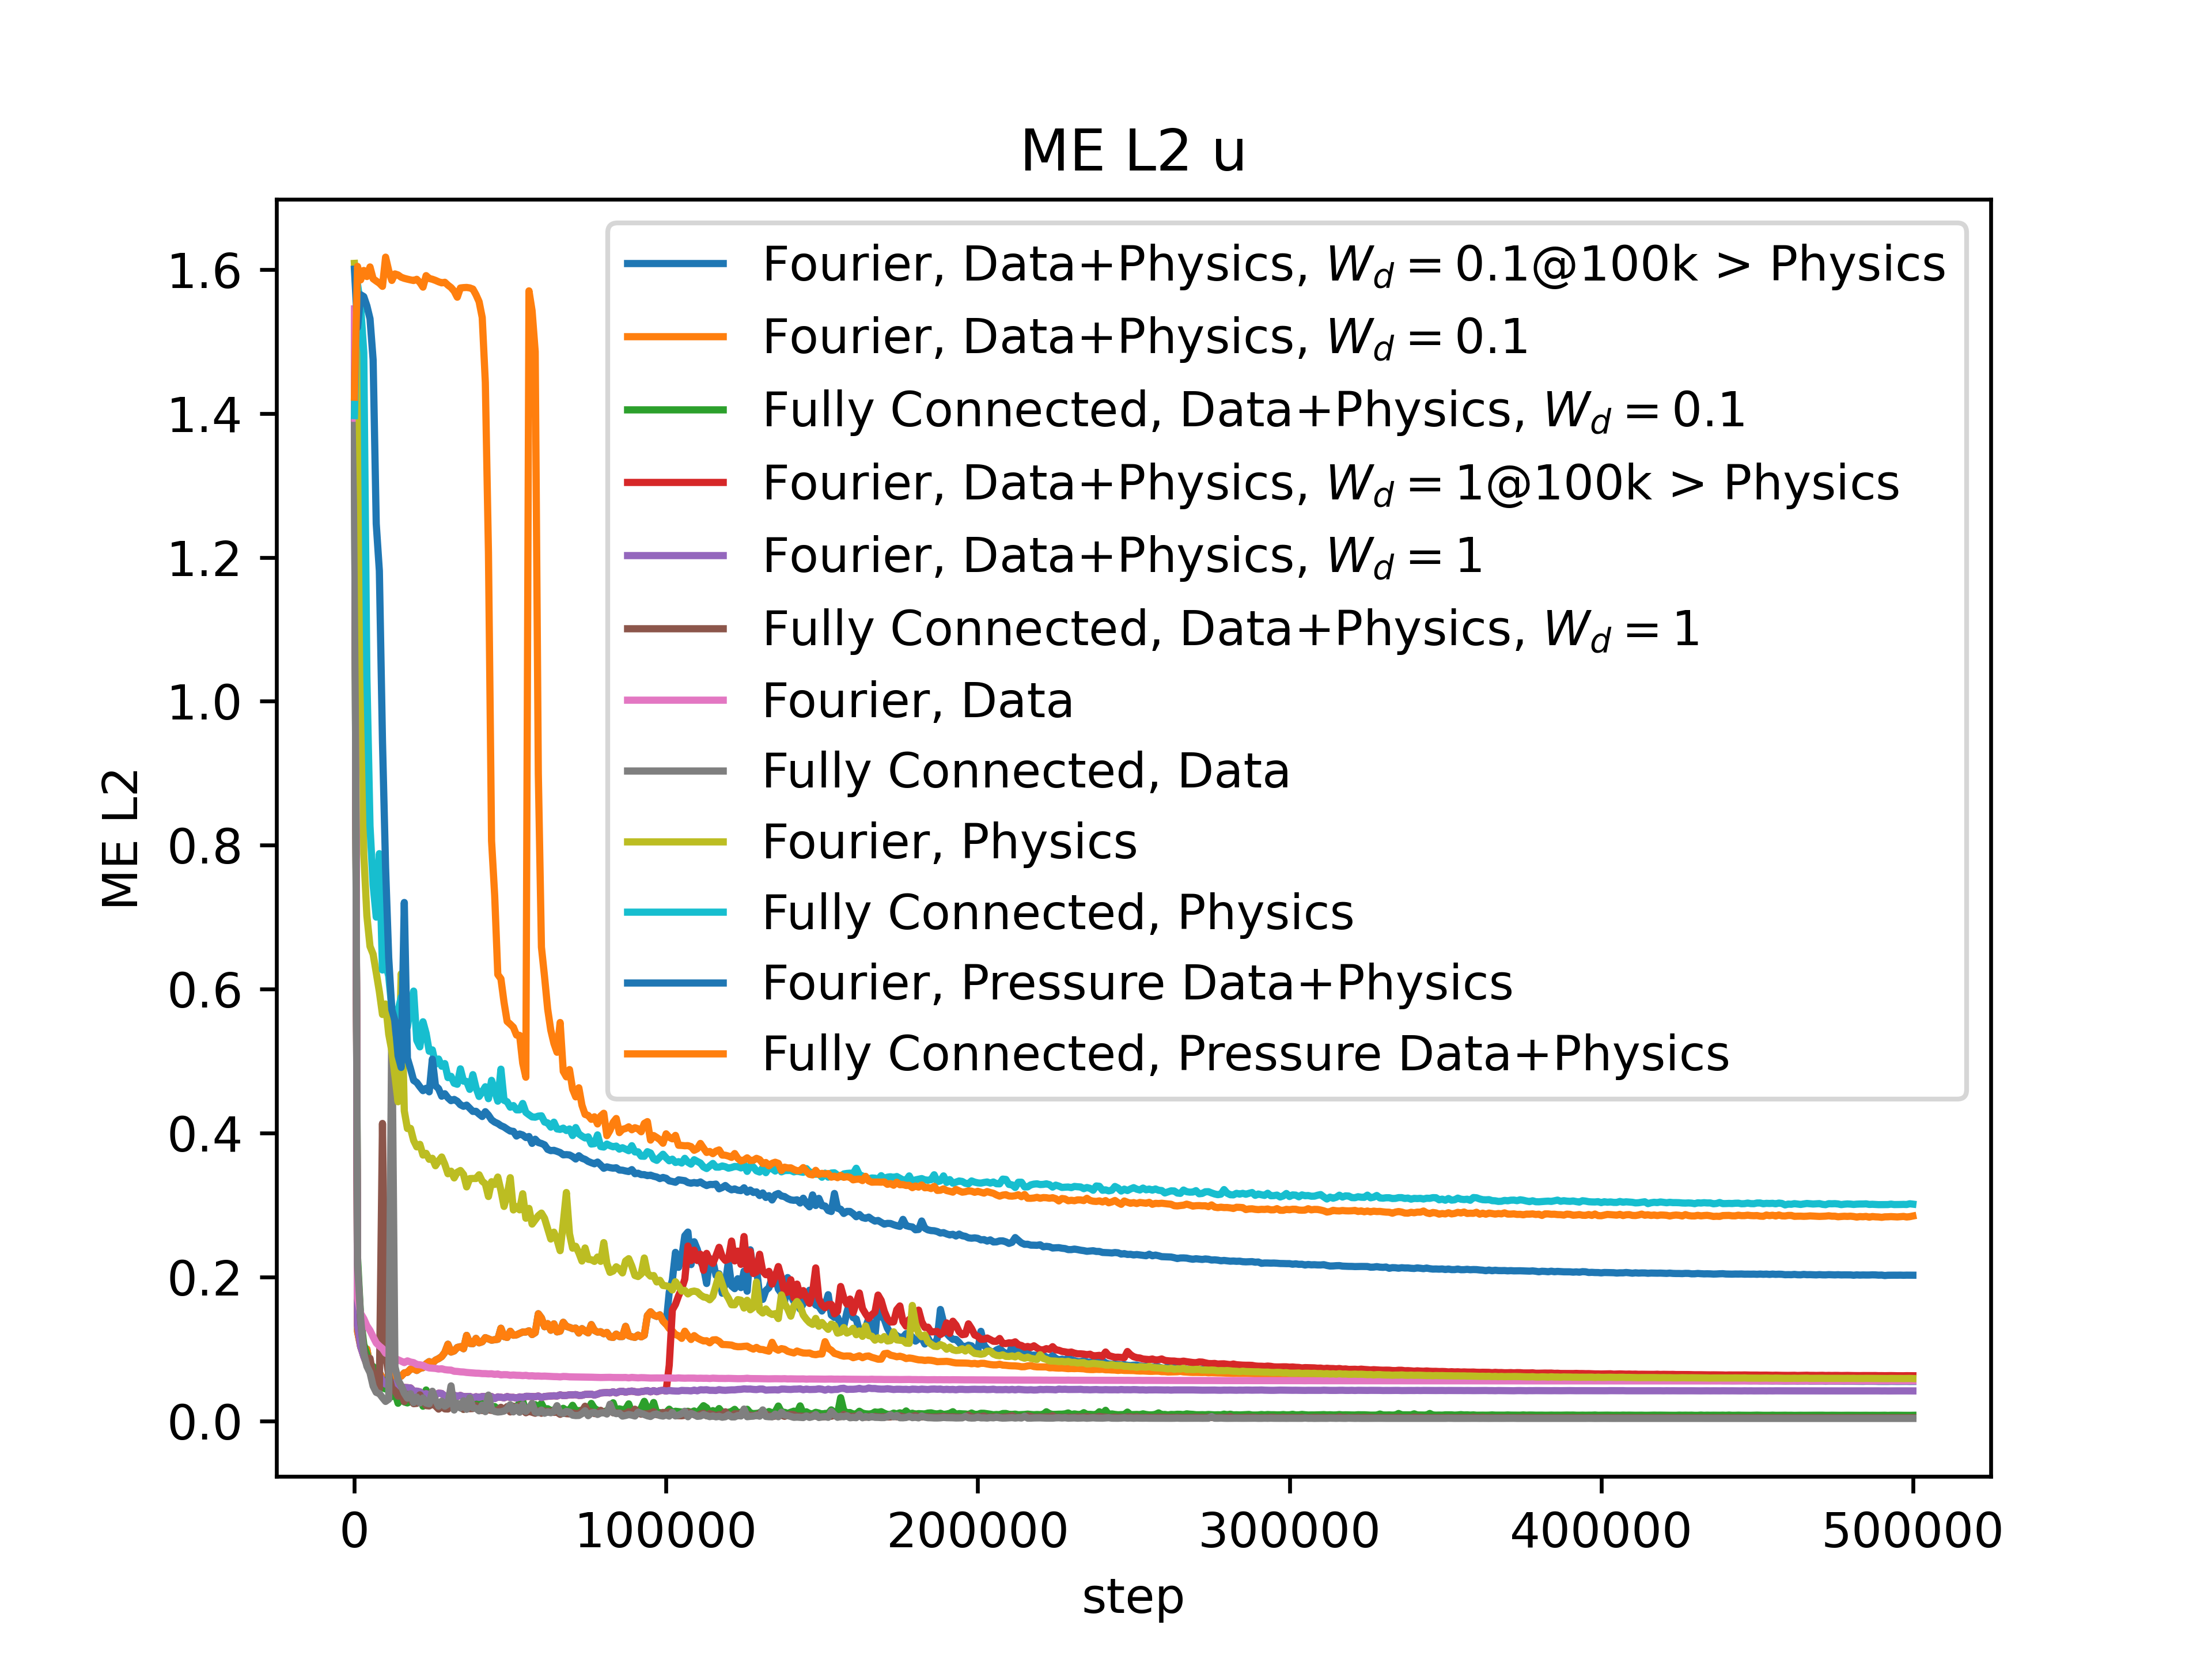 ME L2 u
ME L2
1.6
1.4
1.2
1.0
0.8
0.6
0.4
0.2
0.0
Fourier, Data+Physics, W_d = 0.1@100k > Physics
Fourier, Data+Physics, W_d = 0.1
Fully Connected, Data+Physics, W_d = 0.1
Fourier, Data+Physics, W_d = 1@100k > Physics
Fourier, Data+Physics, W_d = 1
Fully Connected, Data+Physics, W_d = 1
Fourier, Data
Fully Connected, Data
Fourier, Physics
Fully Connected, Physics
Fourier, Pressure Data+Physics
Fully Connected, Pressure Data+Physics
0 100000 200000 300000 400000 500000
step